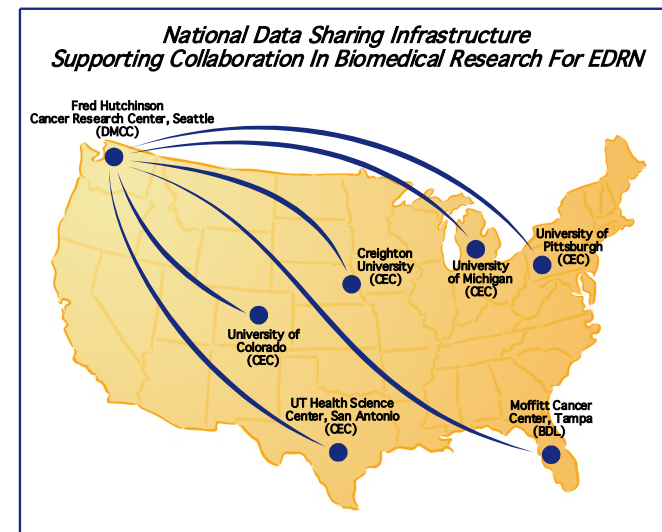 National Data Sharing Infrastructure
Supporting Collaboration In Biomedical Research For EDRN
Fred Hutchinson
Cancer Research Center, Seattle
(DMCC)
University of
Pittsburgh
(CEC)
Creighton
University
(CEC)
University
of Michigan
(CEC)
University of
Colorado
(CEC)
UT Health Science
Center, San Antonio
(CEC)
Moffitt Cancer
Center, Tampa
(BDL)